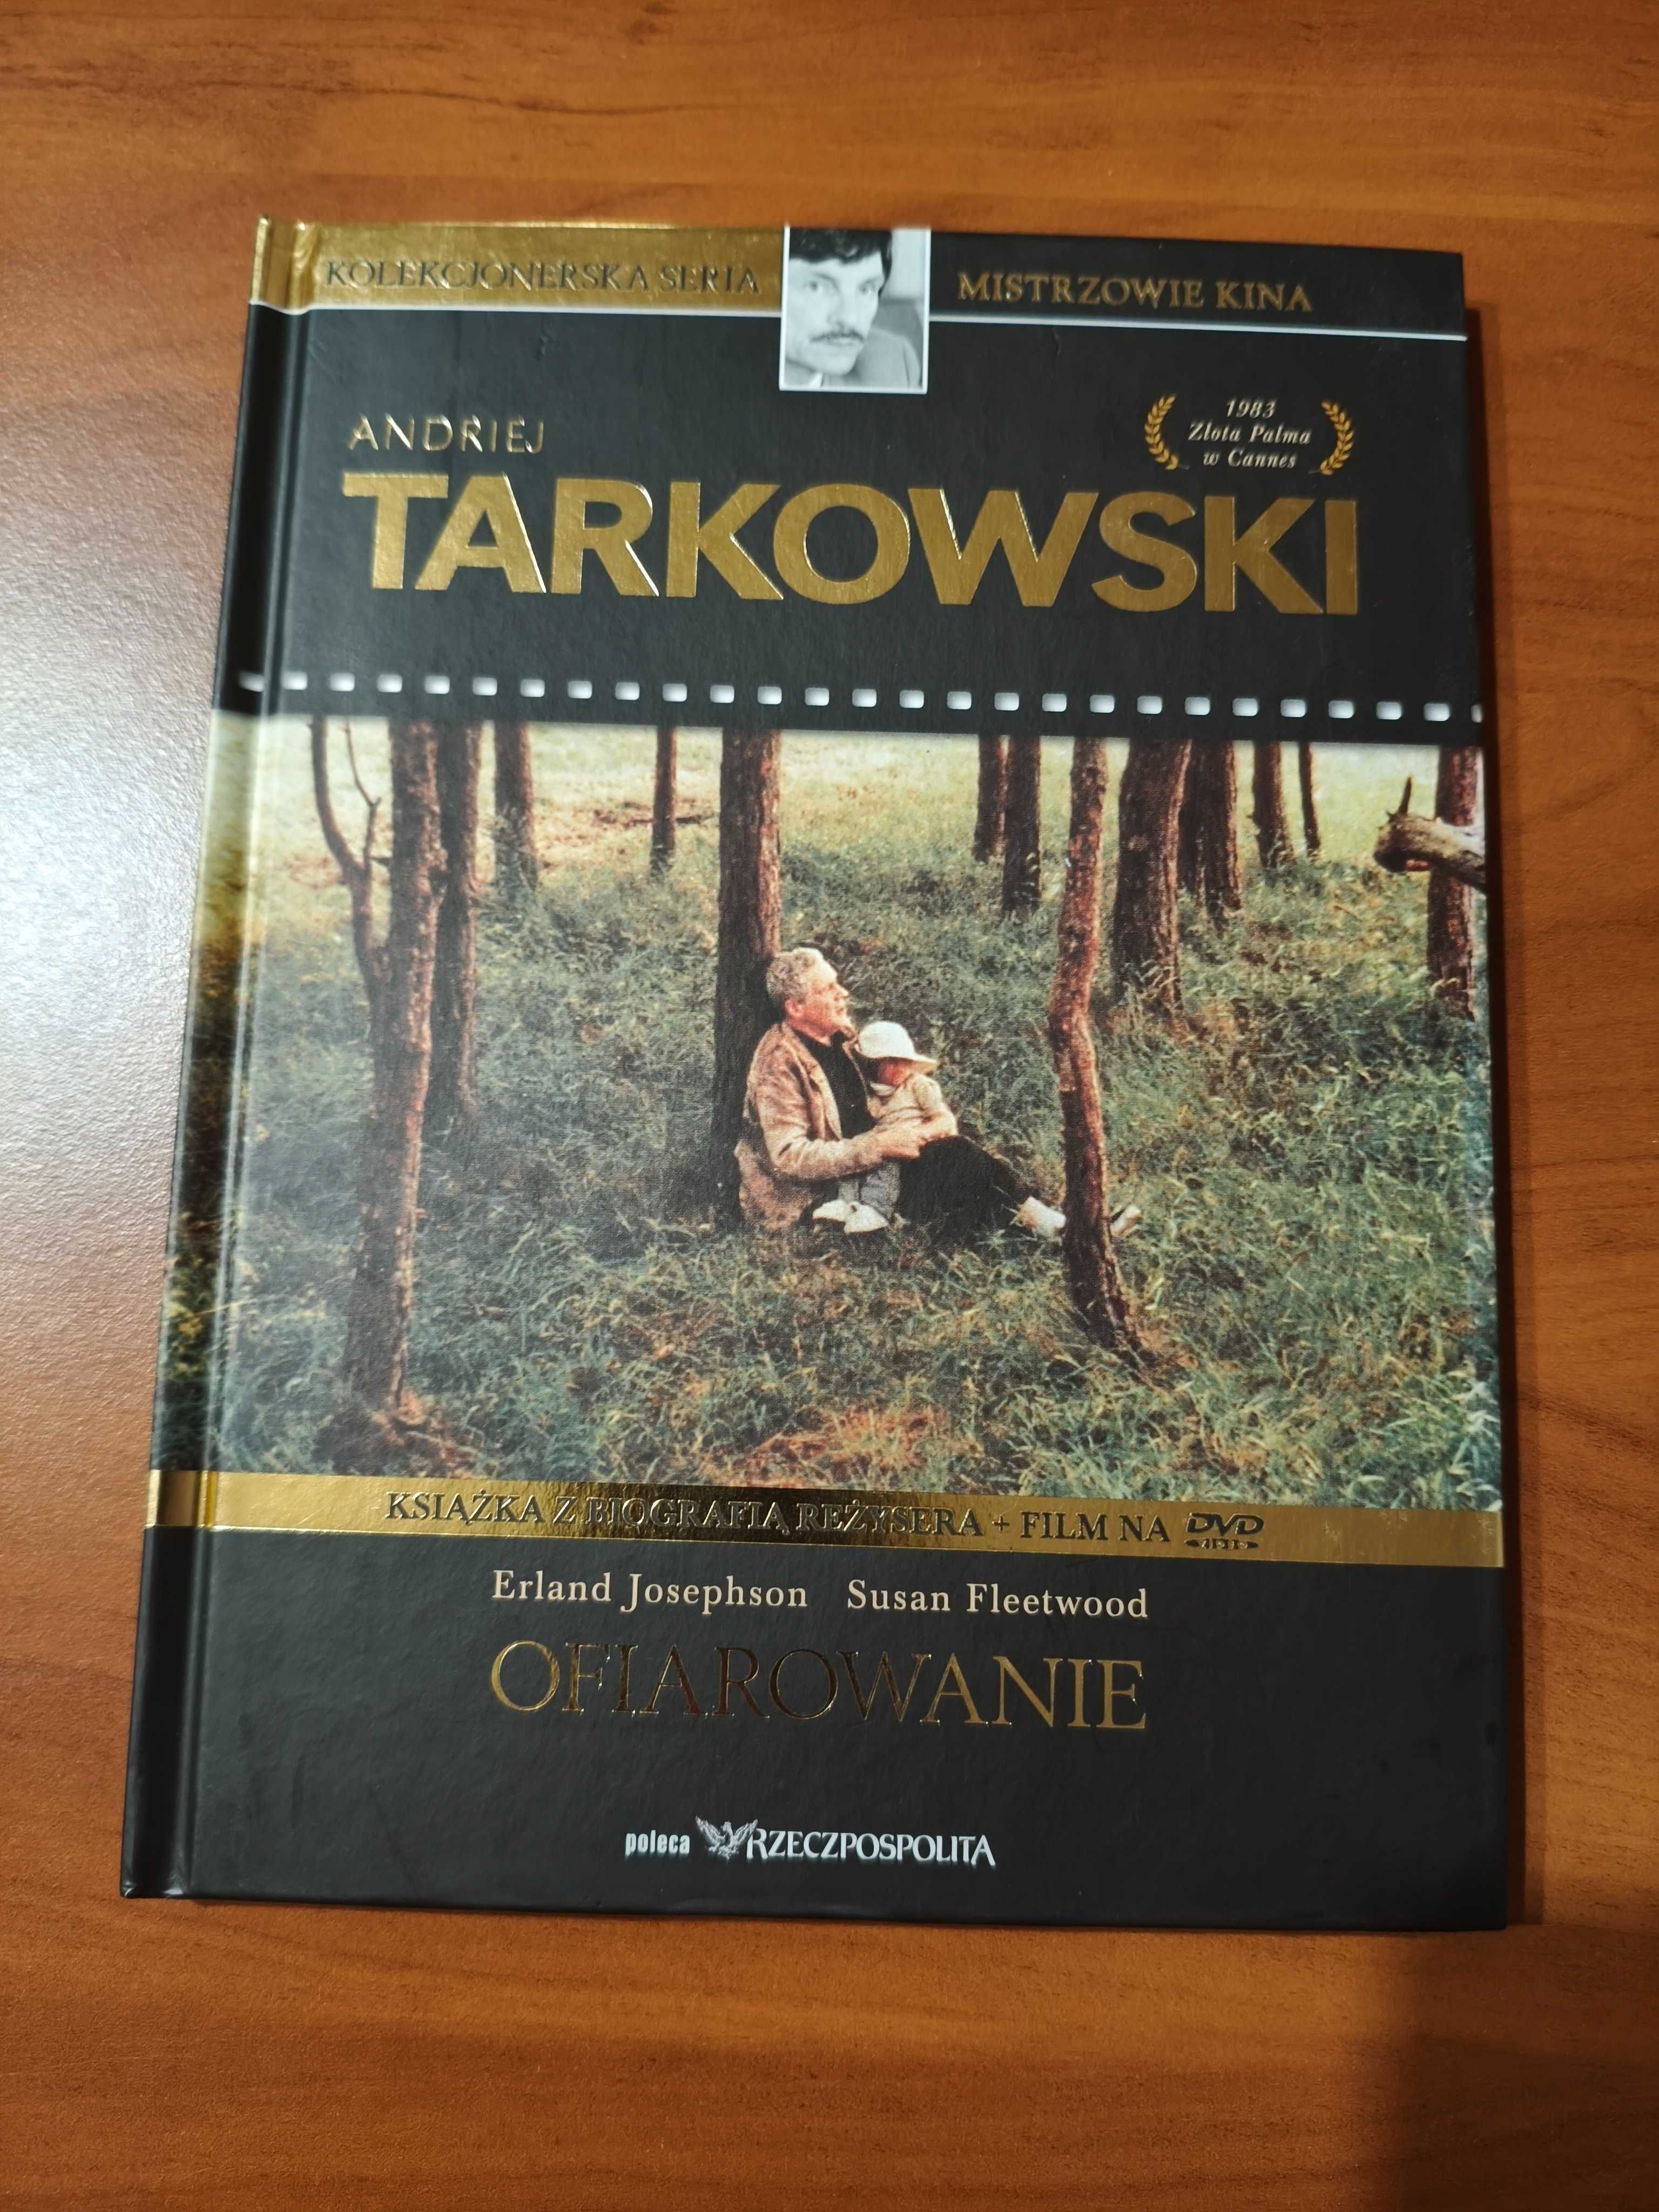 KOLEKCJONERSKA SERIA
MISTRZOWIE KINA
1983
Złota Palma
w Cannes
ANDRIEJ
TARKOWSKI
KSIĄŻKA Z BIOGRAFIĄ REŻYSERA + FILM NA DVD
Erland Josephson Susan Fleetwood
OFIAROWANIE
poleca RZECZPOSPOLITA